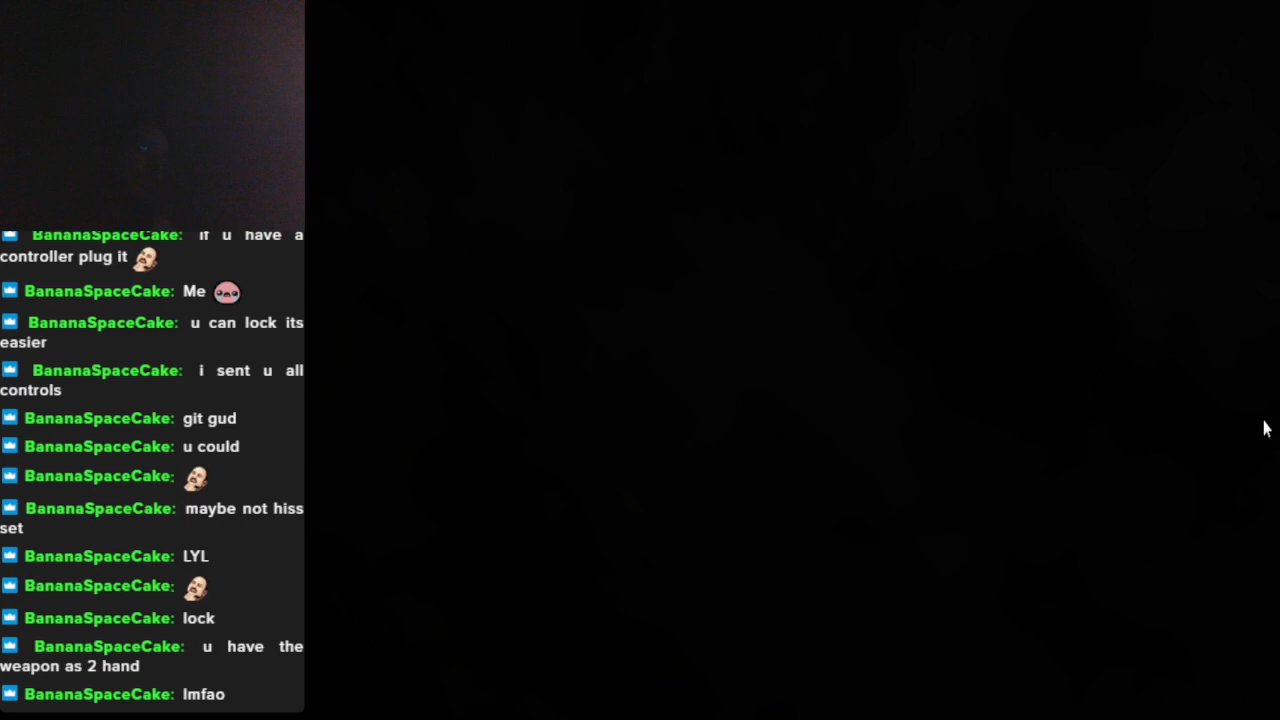 BananaSpaceCake: if u have a
controller plug it
BananaSpaceCake: Me
BananaSpaceCake: u can lock its
easier
BananaSpaceCake: i sent u all
controls
BananaSpaceCake: git gud
BananaSpaceCake: u could
BananaSpaceCake:
BananaSpaceCake: maybe not hiss
set
BananaSpaceCake: LYL
BananaSpaceCake:
BananaSpaceCake: lock
BananaSpaceCake: u have the
weapon as 2 hand
BananaSpaceCake: lmfao